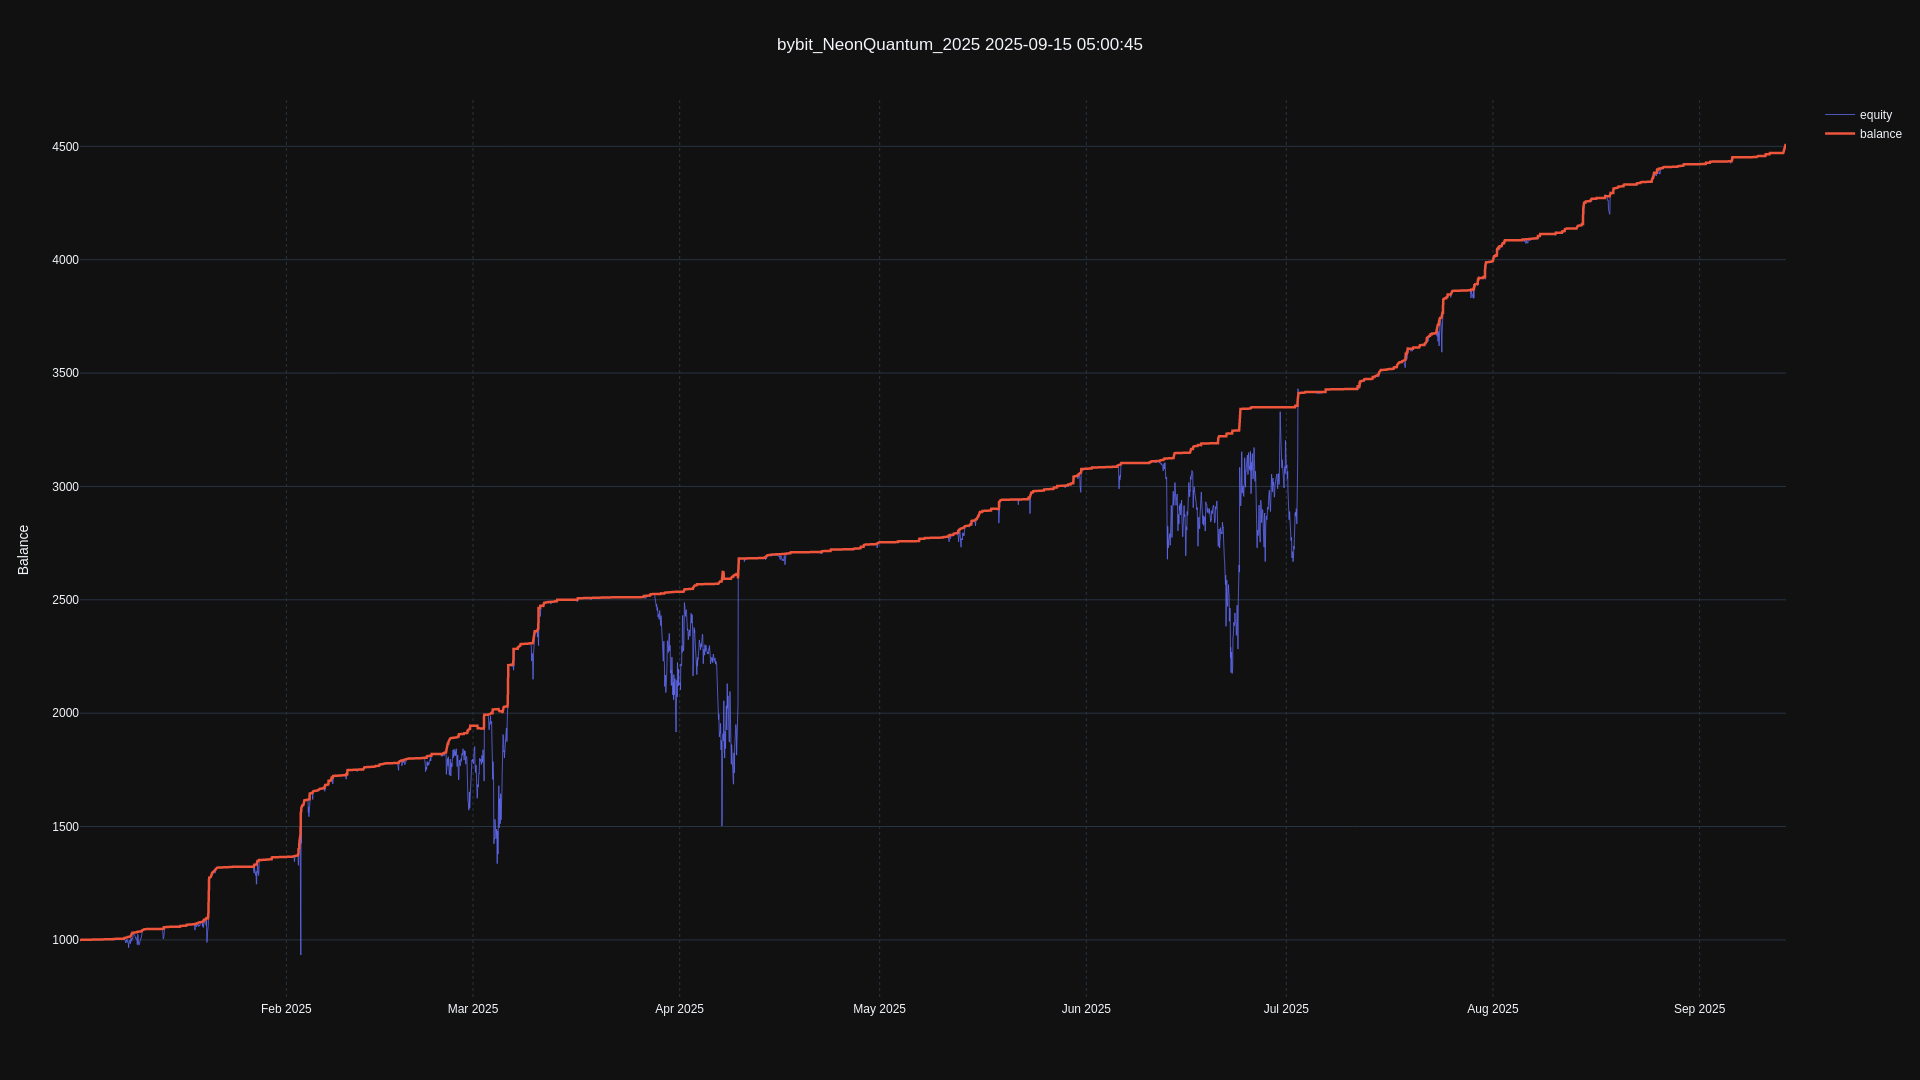 bybit_NeonQuantum_2025 2025-09-15 05:00:45
equity
balance
4500
4000
3500
3000
2500
2000
1500
1000
Balance
Feb 2025
Mar 2025
Apr 2025
May 2025
Jun 2025
Jul 2025
Aug 2025
Sep 2025